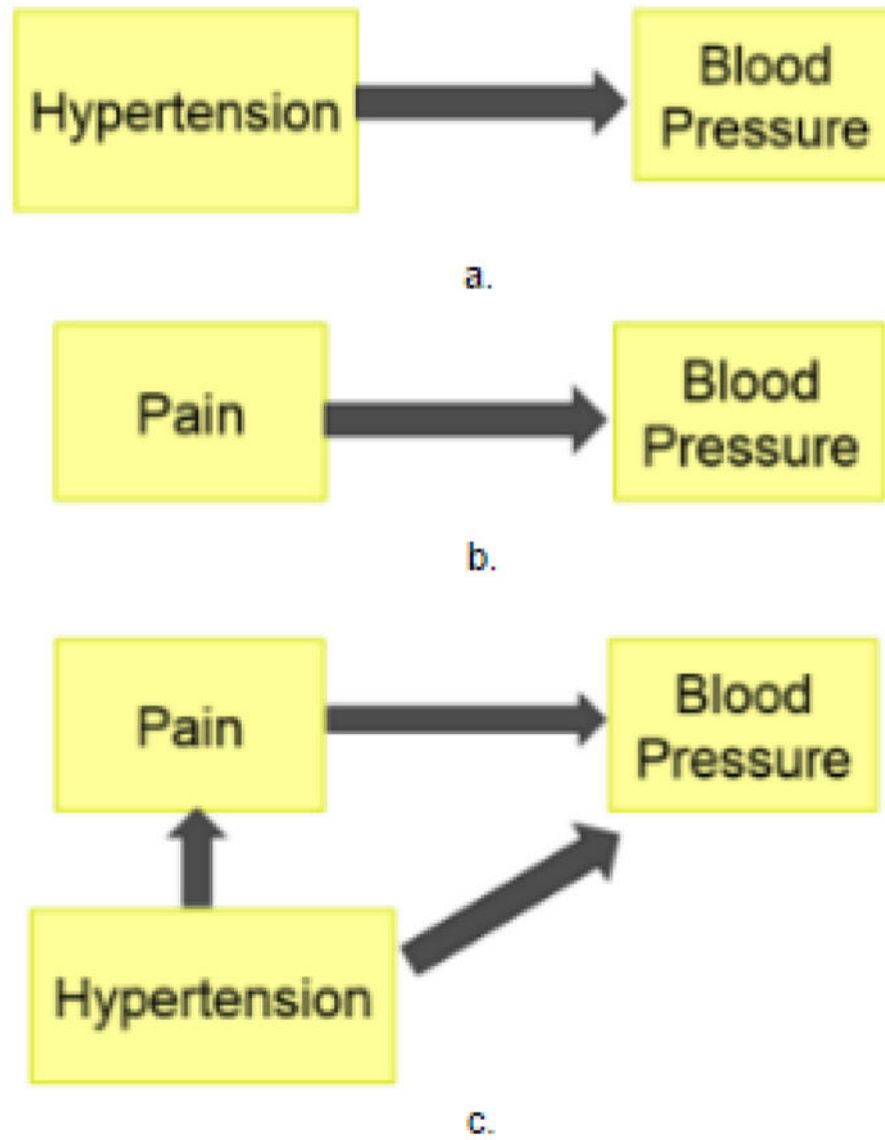 Hypertension
Blood
Pressure
a.
Pain
Blood
Pressure
b.
Pain
Blood
Pressure
Hypertension
c.